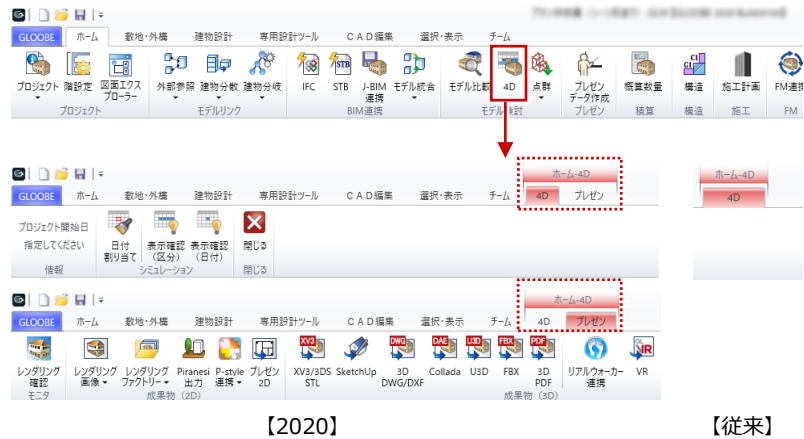 GLOOBE ホーム 敷地・外構 建物設計 専用設計ツール ＣＡＤ編集 選択・表示 チーム
プロジェクト 階設定 図面エクスプローラー 外部参照 建物分散 建物分岐 IFC STB J-BIM連携 モデル統合 モデル比較 4D 点群 プレゼンデータ作成 概算数量 構造 施工計画 FM連携
プロジェクト モデルリンク BIM連携 モデル検討 プレゼン 積算 構造 施工 FM
ホーム-4D ホーム-4D
GLOOBE ホーム 敷地・外構 建物設計 専用設計ツール ＣＡＤ編集 選択・表示 チーム 4D プレゼン 4D
プロジェクト開始日
指定してください 日付割り当て 表示確認（区分） 表示確認（日付） 閉じる
情報 シミュレーション 閉じる
ホーム-4D
GLOOBE ホーム 敷地・外構 建物設計 専用設計ツール ＣＡＤ編集 選択・表示 チーム 4D プレゼン
XV3 DWG DAE U3D FBX PDF
レンダリング確認 レンダリング画像 レンダリングファクトリー Piranesi出力 P-style連携 プレゼン2D XV3/3DS STL SketchUp 3D DWG/DXF Collada U3D FBX 3D PDF リアルウォーカー連携 VR
モニタ 成果物（2D） 成果物（3D）
【2020】 【従来】